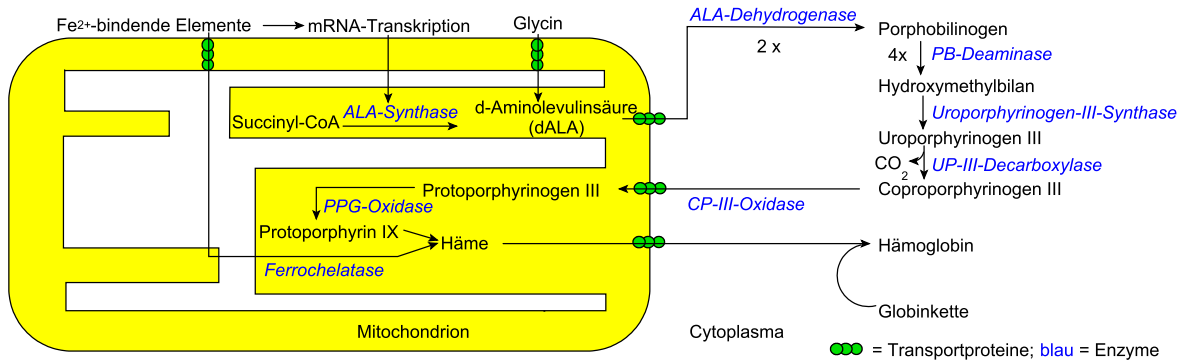 Fe2+-bindende Elemente
mRNA-Transkription
Glycin
ALA-Dehydrogenase
2 x
Porphobilinogen
4x
PB-Deaminase
Hydroxymethylbilan
ALA-Synthase
d-Aminolevulinsäure
(dALA)
Succinyl-CoA
Uroporphyrinogen-III-Synthase
Uroporphyrinogen III
CO2
UP-III-Decarboxylase
Coproporphyrinogen III
CP-III-Oxidase
Protoporphyrinogen III
PPG-Oxidase
Protoporphyrin IX
Häme
Hämoglobin
Ferrochelatase
Globinkette
Mitochondrion
Cytoplasma
= Transportproteine; blau = Enzyme